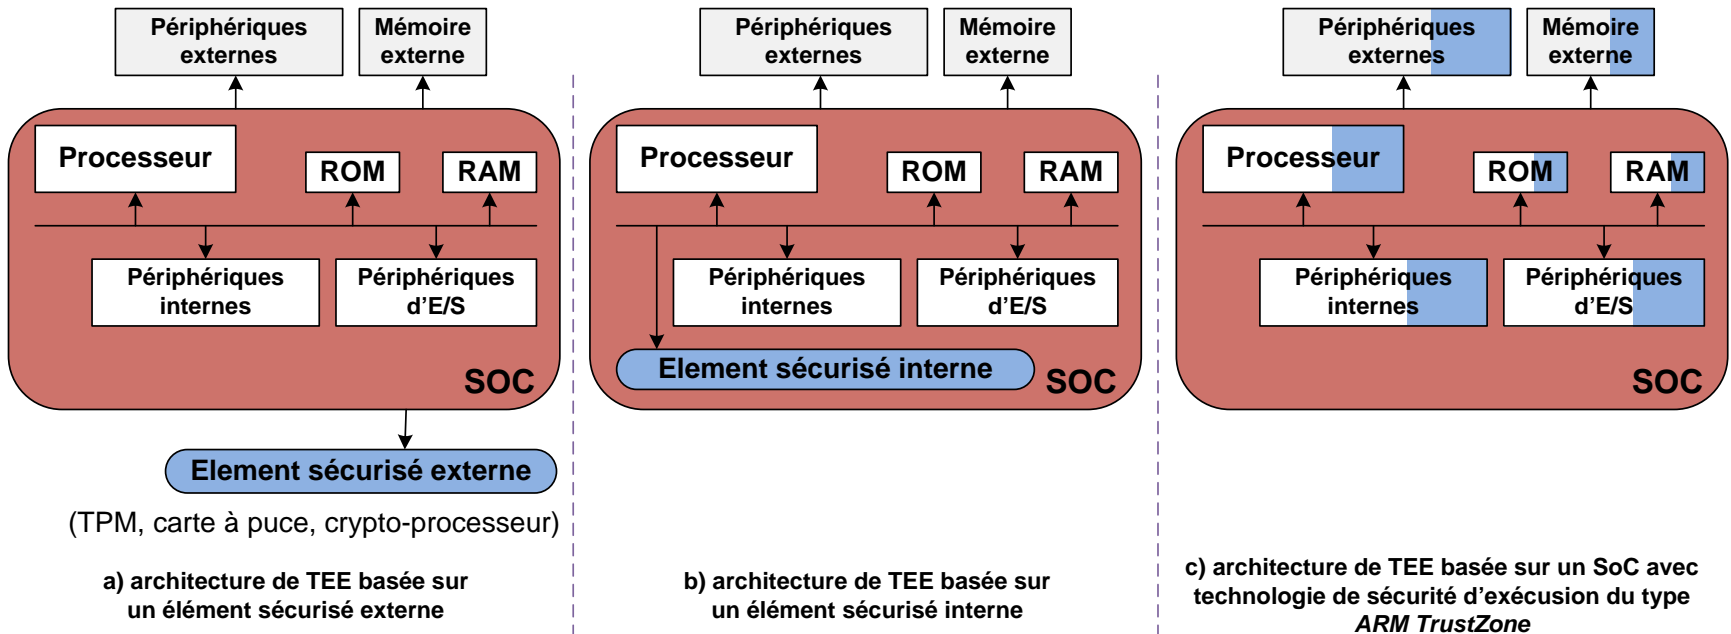 Périphériques
externes
Mémoire
externe
Processeur
ROM
RAM
Périphériques
internes
Périphériques
d’E/S
SOC
Element sécurisé externe
(TPM, carte à puce, crypto-processeur)
a) architecture de TEE basée sur
un élément sécurisé externe
Périphériques
externes
Mémoire
externe
Processeur
ROM
RAM
Périphériques
internes
Périphériques
d’E/S
Element sécurisé interne
SOC
b) architecture de TEE basée sur
un élément sécurisé interne
Périphériques
externes
Mémoire
externe
Processeur
ROM
RAM
Périphériques
internes
Périphériques
d’E/S
SOC
c) architecture de TEE basée sur un SoC avec
technologie de sécurité d’exécusion du type
ARM TrustZone